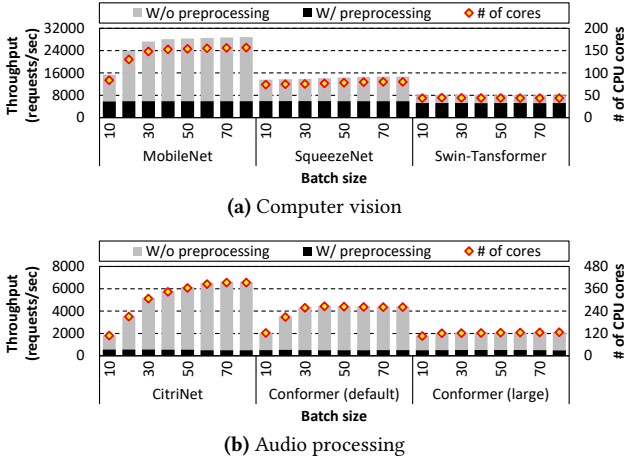 W/o preprocessing W/ preprocessing # of cores
Throughput
(requests/sec)
32000
24000
16000
8000
0
200
150
100
50
0
# of CPU cores
10 30 50 70 10 30 50 70 10 30 50 70
MobileNet SqueezeNet Swin-Tansformer
Batch size
(a) Computer vision
W/o preprocessing W/ preprocessing # of cores
Throughput
(requests/sec)
8000
6000
4000
2000
0
480
360
240
120
0
# of CPU cores
10 30 50 70 10 30 50 70 10 30 50 70
CitriNet Conformer (default) Conformer (large)
Batch size
(b) Audio processing